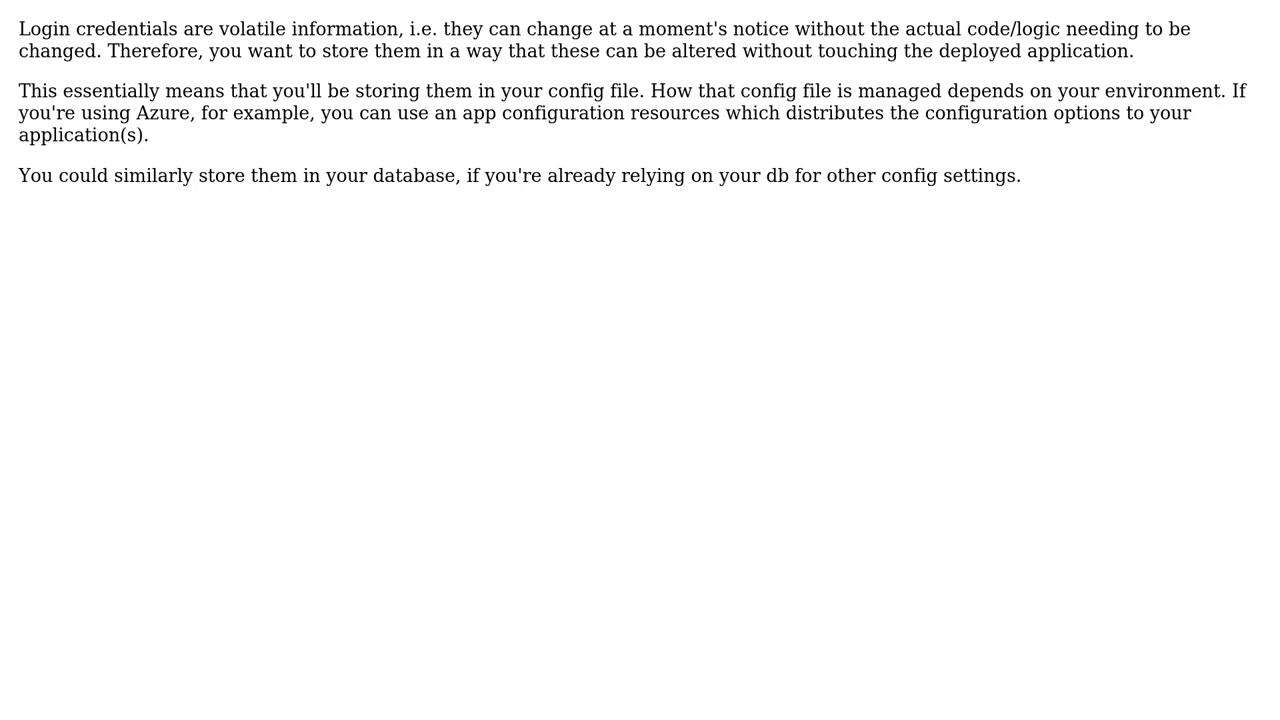 Login credentials are volatile information, i.e. they can change at a moment's notice without the actual code/logic needing to be
changed. Therefore, you want to store them in a way that these can be altered without touching the deployed application.
This essentially means that you'll be storing them in your config file. How that config file is managed depends on your environment. If
you're using Azure, for example, you can use an app configuration resources which distributes the configuration options to your
application(s).
You could similarly store them in your database, if you're already relying on your db for other config settings.